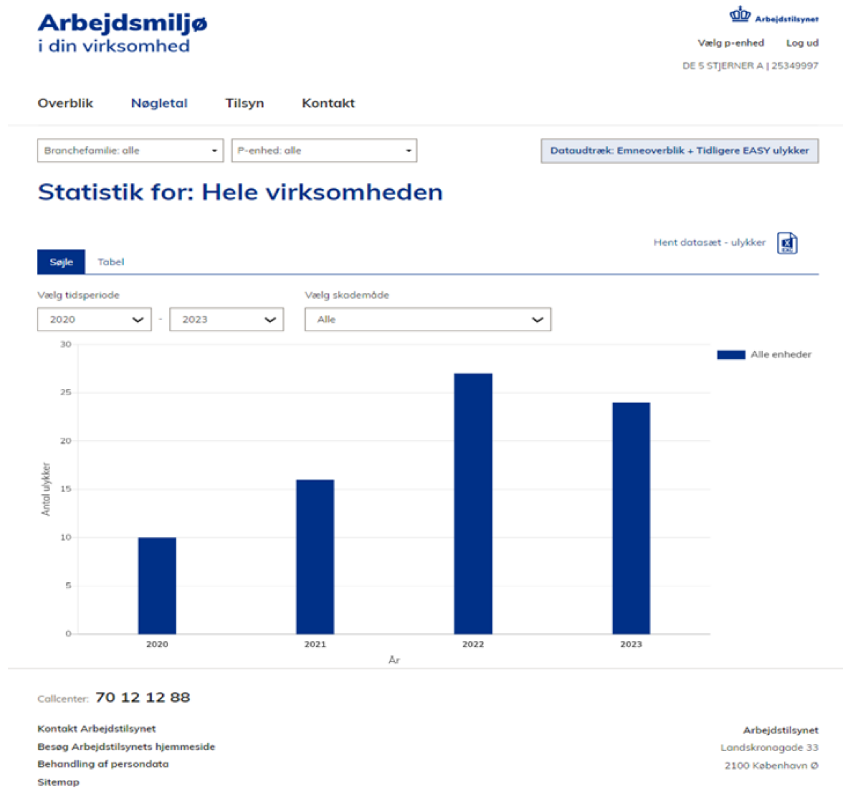 Arbejdsmiljø
i din virksomhed
Arbejdstilsynet
Vælg p-enhed Log ud
DE 5 STJERNER A | 25349997
Overblik Nøgletal Tilsyn Kontakt
Branchefamilie: alle P-enhed: alle Dataudtræk: Emneoverblik + Tidligere EASY ulykker
Statistik for: Hele virksomheden
Hent datasæt - ulykker
Søjle Tabel
Vælg tidsperiode Vælg skademåde
2020 - 2023 Alle
Alle enheder
30
25
20
15
10
5
0
Antal ulykker
2020 2021 2022 2023
År
Callcenter: 70 12 12 88
Kontakt Arbejdstilsynet Arbejdstilsynet
Besøg Arbejdstilsynets hjemmeside Landskronagade 33
Behandling af persondata 2100 København Ø
Sitemap